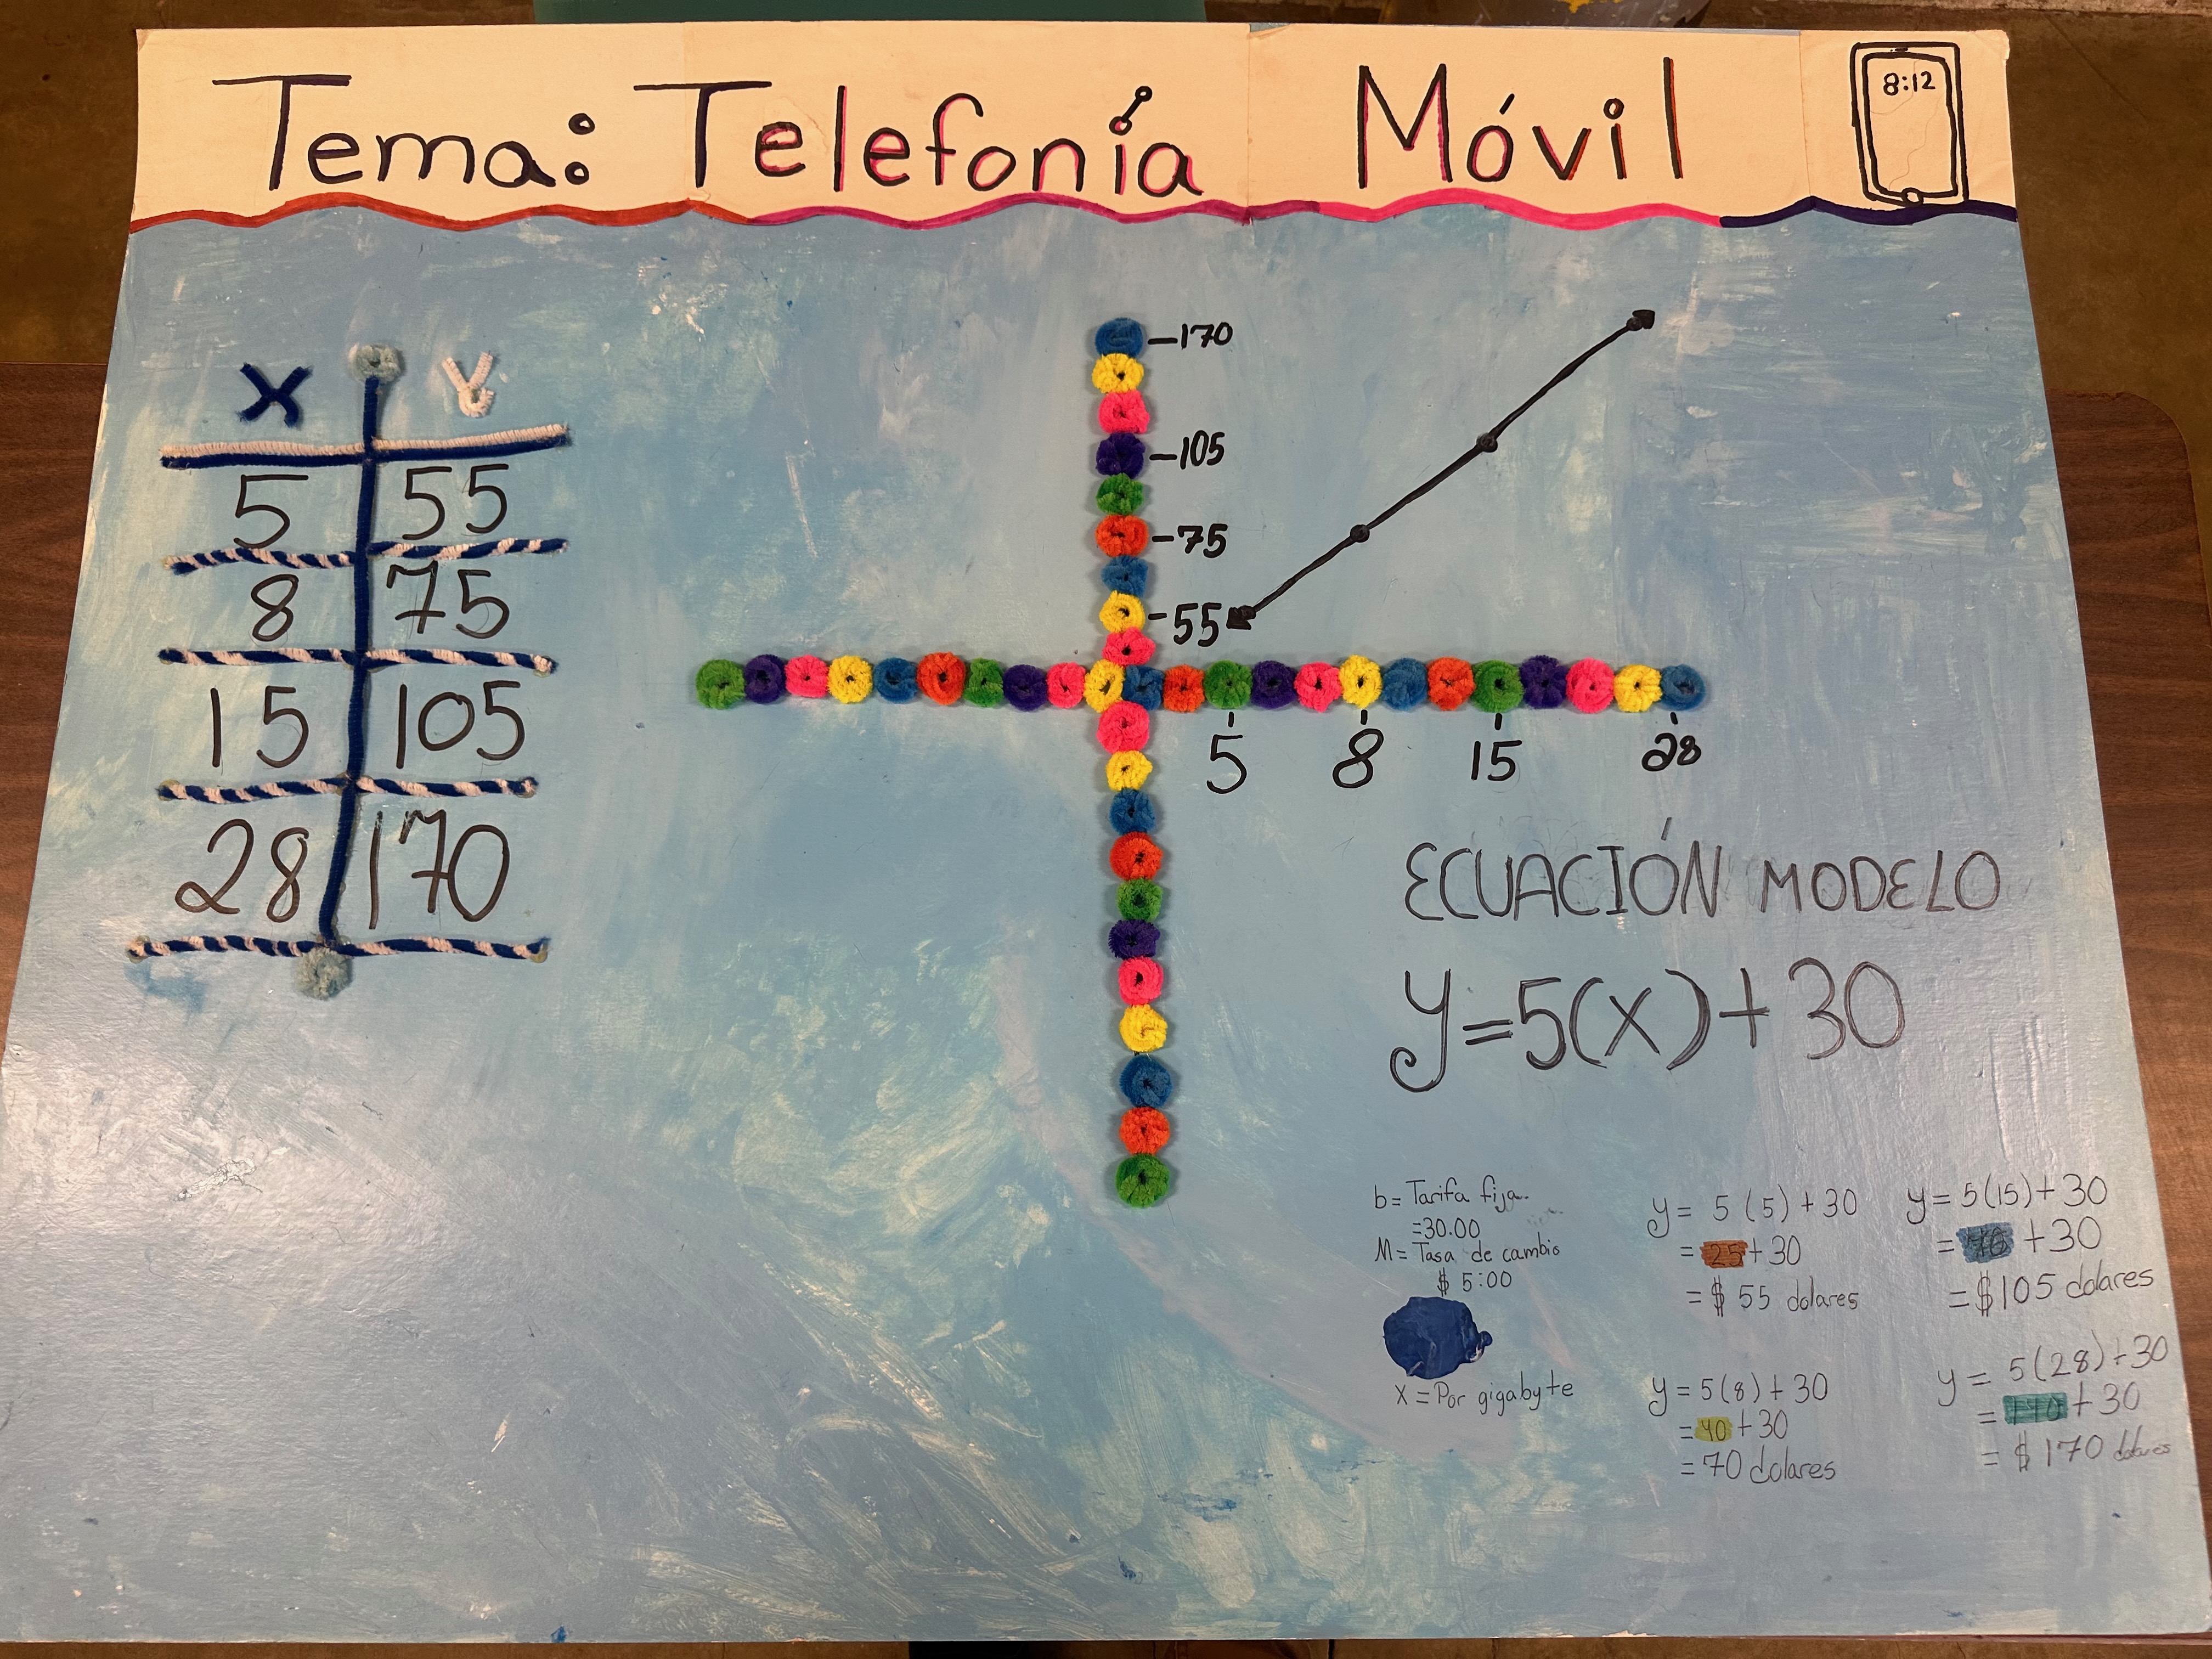 Tema: Telefonía Móvil
8:12
X Y
5 55
8 75
15 105
28 170
170
105
75
55
5 8 15 28
ECUACIÓN MODELO
y=5(x)+30
b= Tarifa fija.
=30.00
M= Tasa de cambio
$ 5:00
X = Por gigabyte
y= 5 (5) +30
= 25 +30
= $ 55 dolares
y= 5(8) + 30
= 40 +30
= 70 dolares
y= 5(15)+ 30
= +30
= $105 dolares
y = 5(28)+30
= 140 +30
= $ 170 dolares